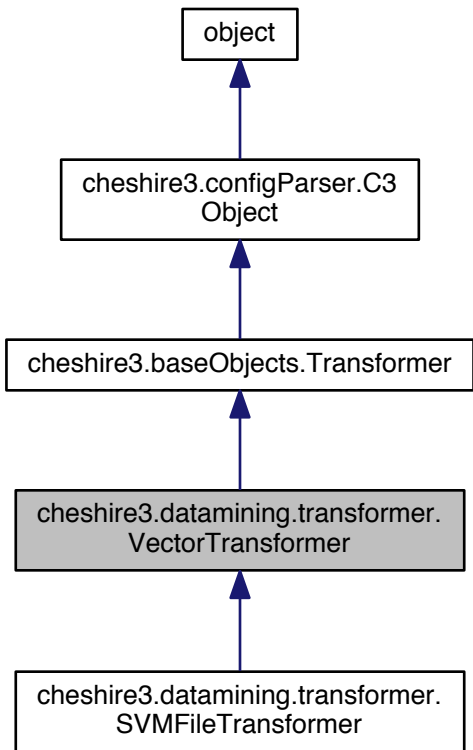 object
cheshire3.configParser.C3
Object
cheshire3.baseObjects.Transformer
cheshire3.datamining.transformer.
VectorTransformer
cheshire3.datamining.transformer.
SVMFileTransformer